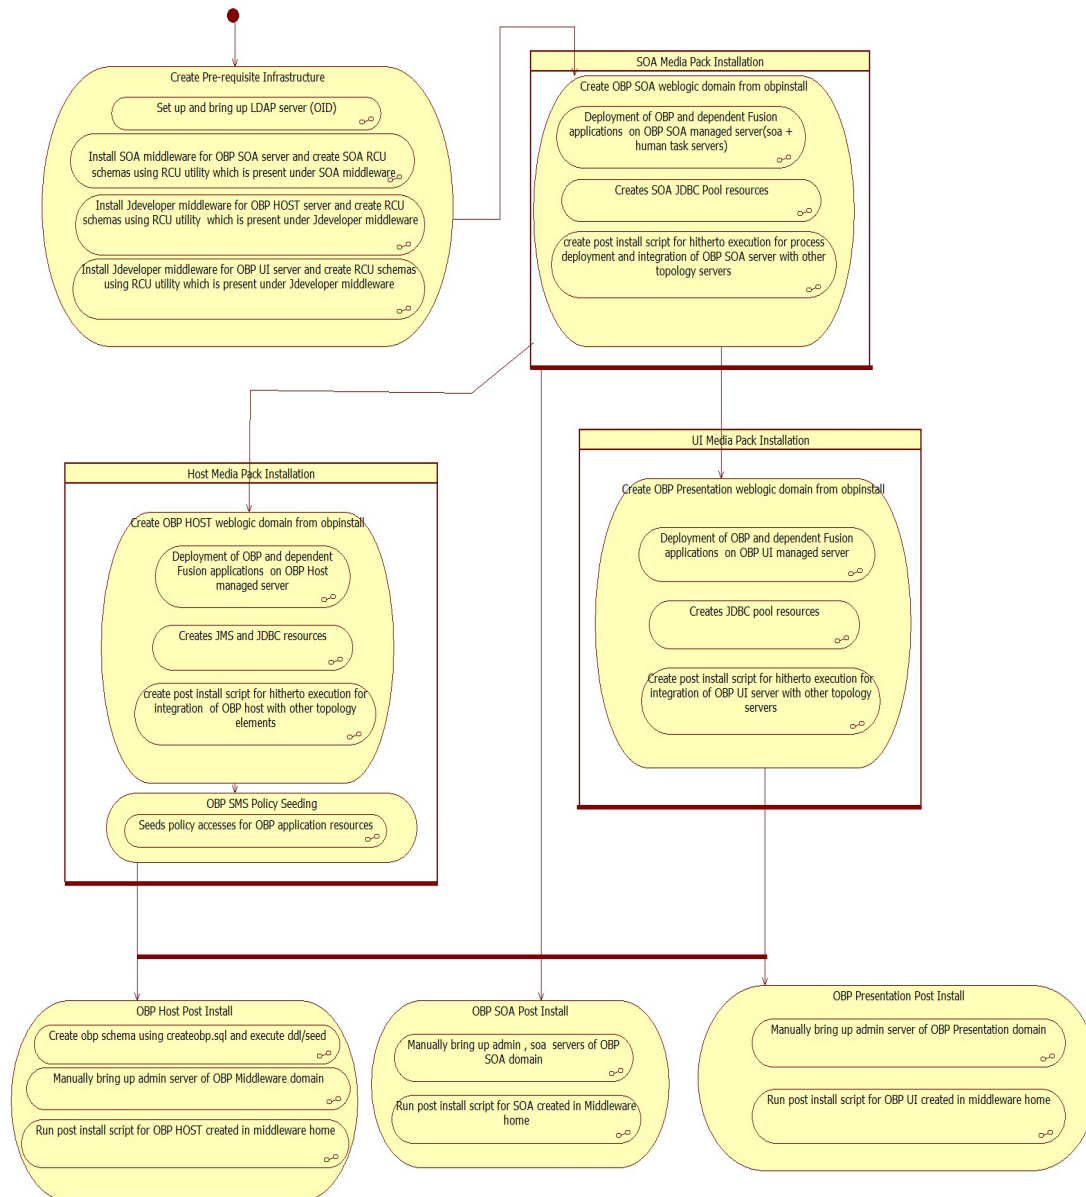 Create Pre-requisite Infrastructure
Set up and bring up LDAP server (OID)
Install SOA middleware for OBP SOA server and create SOA RCU
schemas using RCU utility which is present under SOA middleware
Install Jdeveloper middleware for OBP HOST server and create RCU
schemas using RCU utility which is present under Jdeveloper middleware
Install Jdeveloper middleware for OBP UI server and create RCU schemas
using RCU utility which is present under Jdeveloper middleware
SOA Media Pack Installation
Create OBP SOA weblogic domain from obpinstall
Deployment of OBP and dependent Fusion
applications on OBP SOA managed server(soa +
human task servers)
Creates SOA JDBC Pool resources
create post install script for hitherto execution for process
deployment and integration of OBP SOA server with other
topology servers
Host Media Pack Installation
Create OBP HOST weblogic domain from obpinstall
Deployment of OBP and dependent
Fusion applications on OBP Host
managed server
Creates JMS and JDBC resources
create post install script for hitherto execution for
integration of OBP host with other topology
elements
OBP SMS Policy Seeding
Seeds policy accesses for OBP application resources
UI Media Pack Installation
Create OBP Presentation weblogic domain from obpinstall
Deployment of OBP and dependent Fusion
applications on OBP UI managed server
Creates JDBC pool resources
Create post install script for hitherto execution for
integration of OBP UI server with other topology
servers
OBP Host Post Install
Create obp schema using createobp.sql and execute ddl/seed
Manually bring up admin server of OBP Middleware domain
Run post install script for OBP HOST created in middleware home
OBP SOA Post Install
Manually bring up admin , soa servers of OBP
SOA domain
Run post install script for SOA created in Middleware
home
OBP Presentation Post Install
Manually bring up admin server of OBP Presentation domain
Run post install script for OBP UI created in middleware home